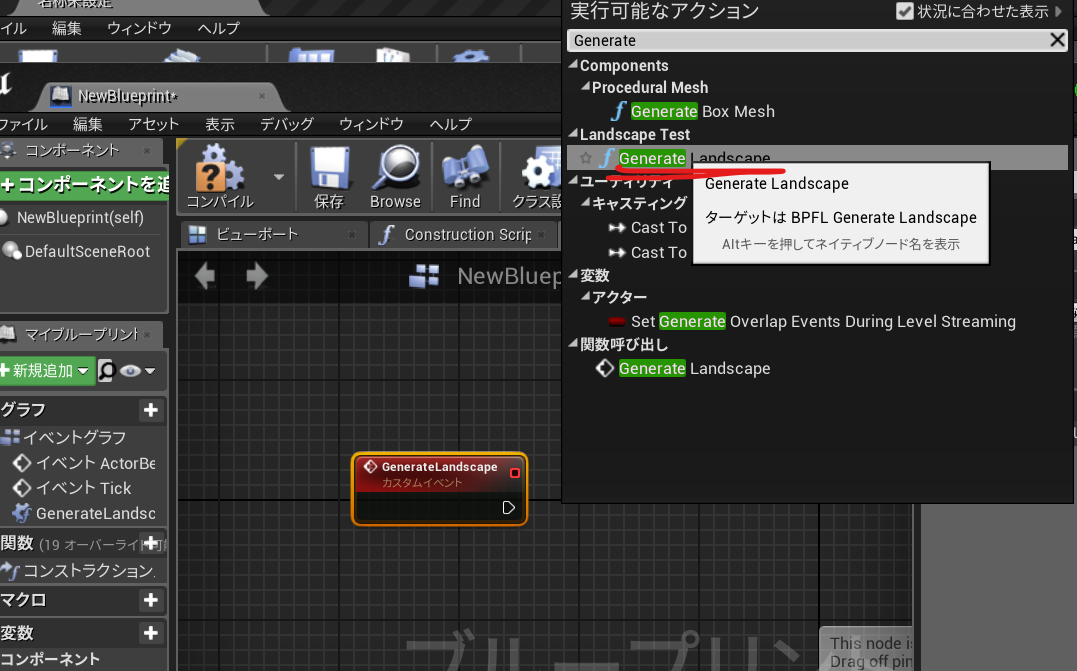 名称未設定
イル 編集 ウィンドウ ヘルプ
NewBlueprint*
ファイル 編集 アセット 表示 デバッグ ウィンドウ ヘルプ
コンポーネント
+コンポーネントを追
NewBlueprint(self)
DefaultSceneRoot
マイブループリント
+新規追加
グラフ
イベントグラフ
イベント ActorBe
イベント Tick
GenerateLandsc
関数 (19 オーバーライド可
コンストラクション
マクロ
変数
コンポーネント
コンパイル
保存
Browse
Find
クラス設
ビューポート
Construction Scrip
NewBluep
GenerateLandscape
カスタムイベント
ブループリン
This node i
Drag off pin
実行可能なアクション
状況に合わせた表示
Generate
Components
Procedural Mesh
Generate Box Mesh
Landscape Test
Generate Landscape
ユーティリティ
キャスティング
Cast To
Cast To
変数
アクター
Set Generate Overlap Events During Level Streaming
関数呼び出し
Generate Landscape
Generate Landscape
ターゲットは BPFL Generate Landscape
Altキーを押してネイティブノード名を表示